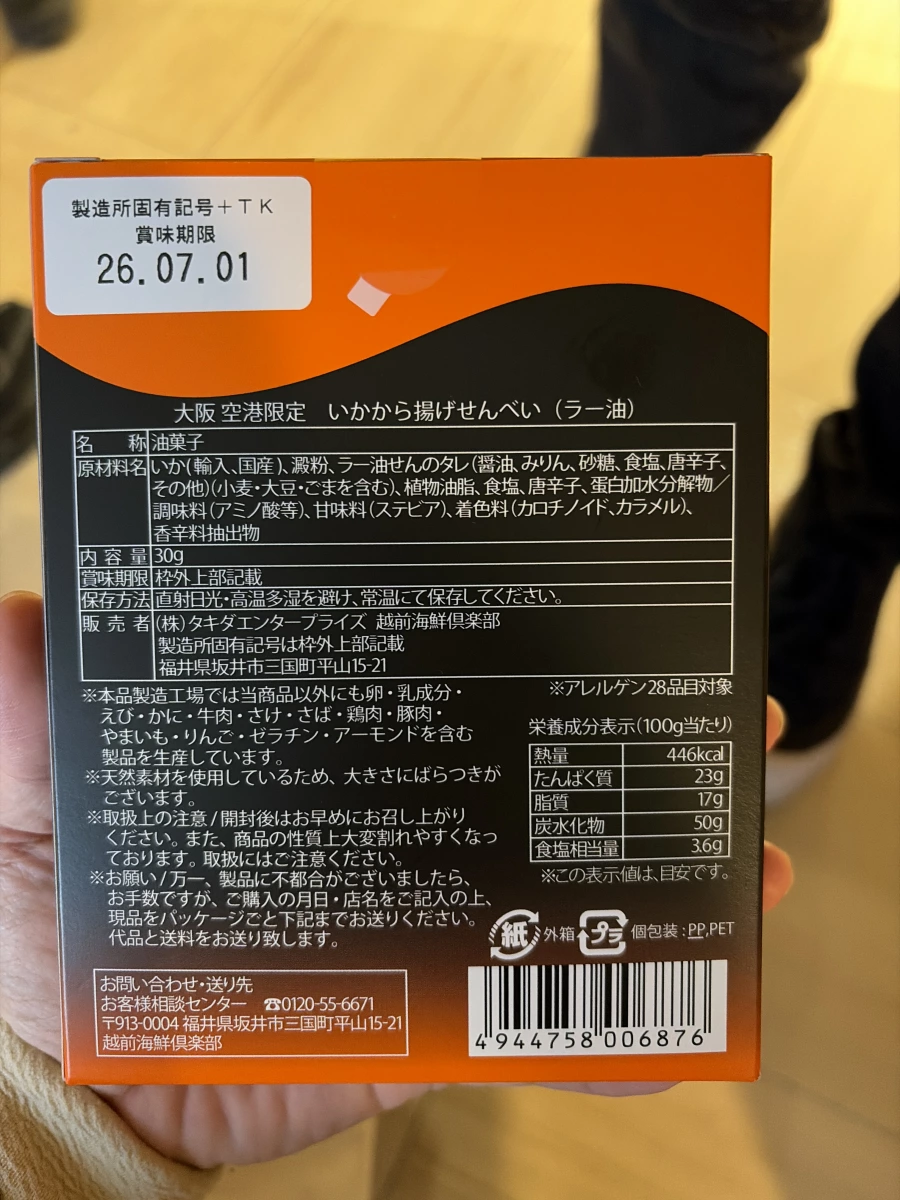 製造所固有記号+TK
賞味期限
26.07.01
大阪 空港限定 いかから揚げせんべい(ラー油)
名 称 油菓子
原材料名 いか(輸入、国産)、澱粉、ラー油せんのタレ(醤油、みりん、砂糖、食塩、唐辛子、
その他)(小麦・大豆・ごまを含む)、植物油脂、食塩、唐辛子、蛋白加水分解物/
調味料(アミノ酸等)、甘味料(ステビア)、着色料(カロチノイド、カラメル)、
香辛料抽出物
内容量 30g
賞味期限 枠外上部記載
保存方法 直射日光・高温多湿を避け、常温にて保存してください。
販売者 (株)タキダエンタープライズ 越前海鮮倶楽部
製造所固有記号は枠外上部記載
福井県坂井市三国町平山15-21
※本品製造工場では当商品以外にも卵・乳成分・
えび・かに・牛肉・さけ・さば・鶏肉・豚肉・
やまいも・りんご・ゼラチン・アーモンドを含む
製品を生産しています。
※天然素材を使用しているため、大きさにばらつきが
ございます。
※取扱上の注意/開封後はお早めにお召し上がり
ください。また、商品の性質上大変割れやすくなっ
ております。取扱にはご注意ください。
※お願い/万一、製品に不都合がございましたら、
お手数ですが、ご購入の月日・店名をご記入の上、
現品をパッケージごと下記までお送りください。
代品と送料をお送り致します。
※アレルゲン28品目対象
栄養成分表示(100g当たり)
熱量 446kcal
たんぱく質 23g
脂質 17g
炭水化物 50g
食塩相当量 3.6g
※この表示値は、目安です。
紙 外箱 プラ 個包装:PP,PET
お問い合わせ・送り先
お客様相談センター ☎0120-55-6671
〒913-0004 福井県坂井市三国町平山15-21
越前海鮮倶楽部
4944758006876